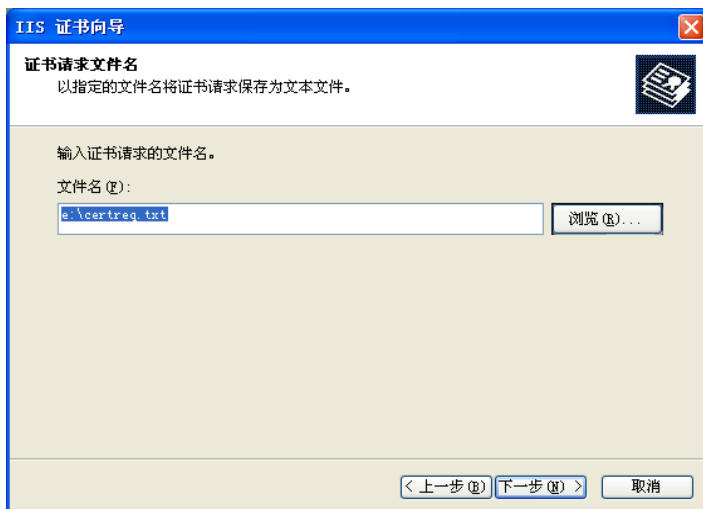 IIS 证书向导
证书请求文件名
以指定的文件名将证书请求保存为文本文件。
输入证书请求的文件名。
文件名(F):
e:\certreq.txt
浏览(R)...
< 上一步(B) 下一步(N) > 取消